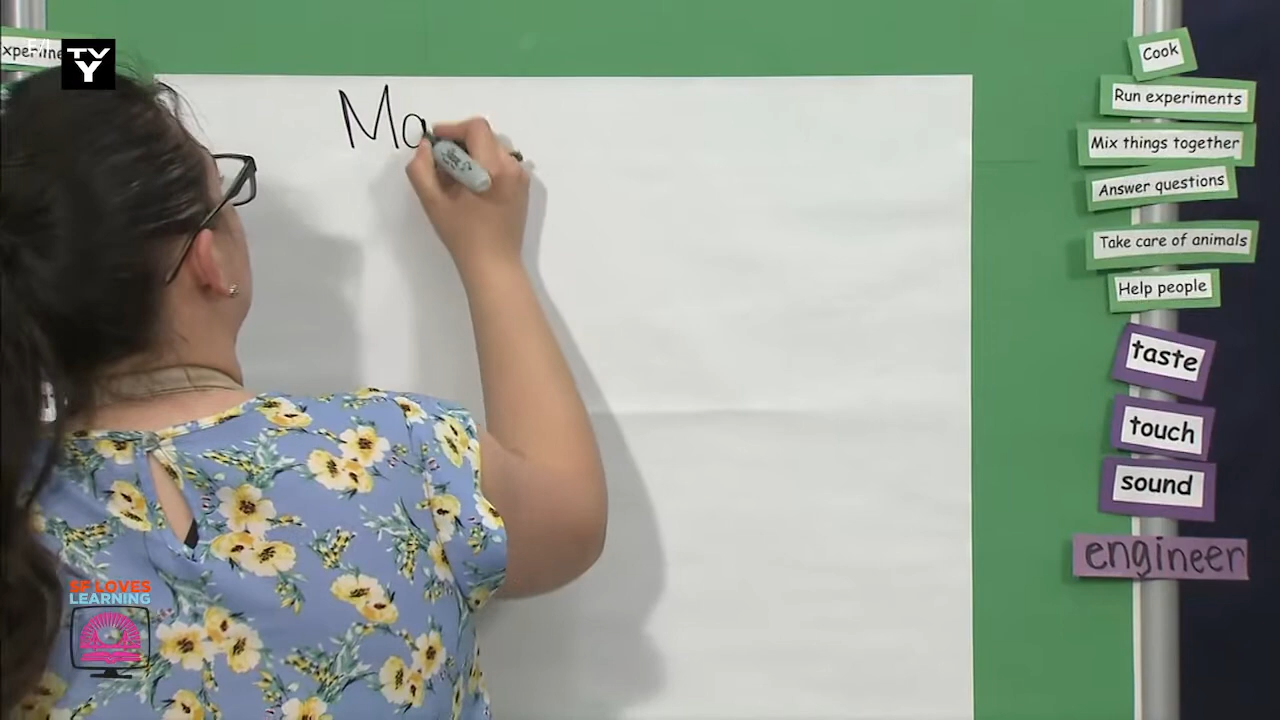 TV
Y
Ma
Cook
Run experiments
Mix things together
Answer questions
Take care of animals
Help people
taste
touch
sound
engineer
SF LOVES
LEARNING